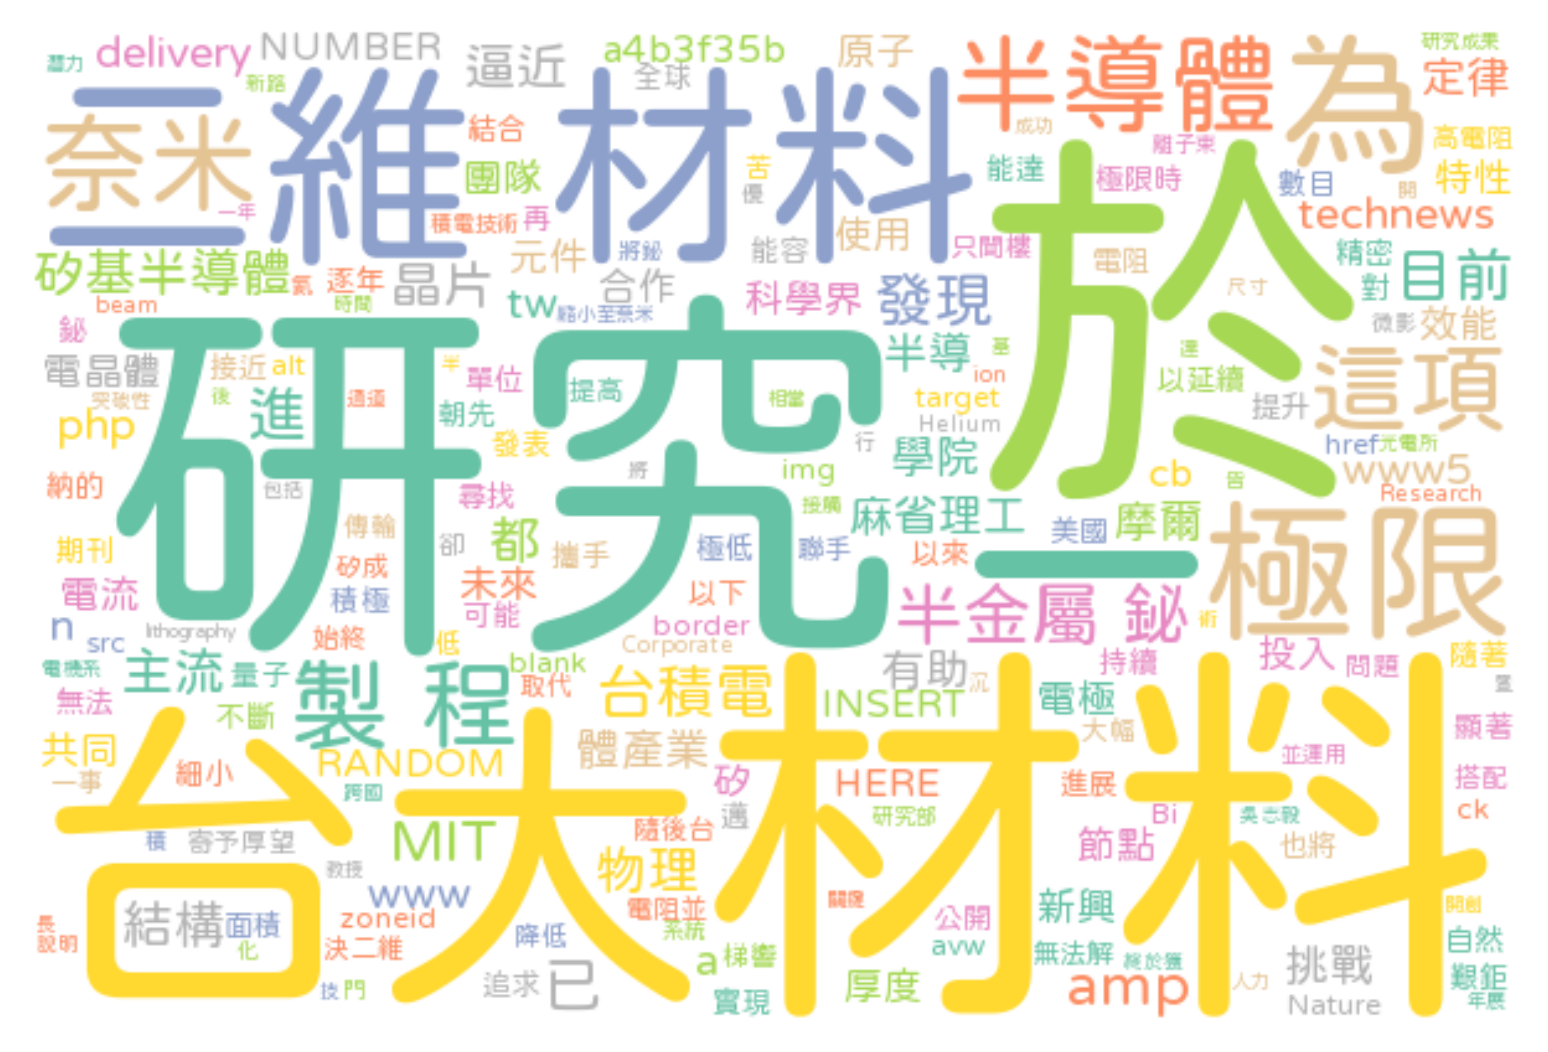 潛力 delivery NUMBER 逼近 a4b3f35b 原子 半導體 為 研究成果
新路 全球 定律
二維材料
奈米 結合 成功 離子束 高電阻
團隊 苦 能達 極限時 數目 開 特性
一年 積電技術 再 優 technews
矽基半導體 氦 逐年 晶片 元件 將鉍 合作 能容 使用 只聞樓 電阻 精密 目前
於
beam 時間 tw 縮小至奈米 科學界 發現 尺寸 對
鉍 微影 效能
研究
電晶體 接近 alt 半 單位 半導 基 達 這項
突破性 後 通道 提高 相當 ion 以延續
php 進 朝先 target 提升
發表 行 Helium href 光電所
納的 包括 將 img 學院 cb 皆 www5
尋找 接觸 Research
傳輸 都 麻省理工 美國 摩爾
期刊 矽成 卻 攜手 極低 聯手 以來 一 極限
電流 積極 未來 以下 半金屬 鉍
n src lithography 始終 低 可能 border Corporate 術
電機系 主流 量子 製程 blank 有助 持續 投入 問題 隨著
無法 取代 台積電 沉 電極
不斷 INSERT 大幅 顯著
共同 RANDOM 體產業 並運用
一事 細小 跨國 矽 HERE 進展 搭配
台大材料
積 寄予厚望 MIT 隨後台 邁 研究部 Bi 吳志毅 ck
教授 物理 節點 也將
結構 面積 www 電阻並 關鍵 新興 開創
長 zoneid 系統 公開
說明 化 決二維 降低 梯響 avw 無法解 自然
技 門 追求 已 a 厚度 終於獲 挑戰 艱鉅
實現 amp 人力 Nature 年展